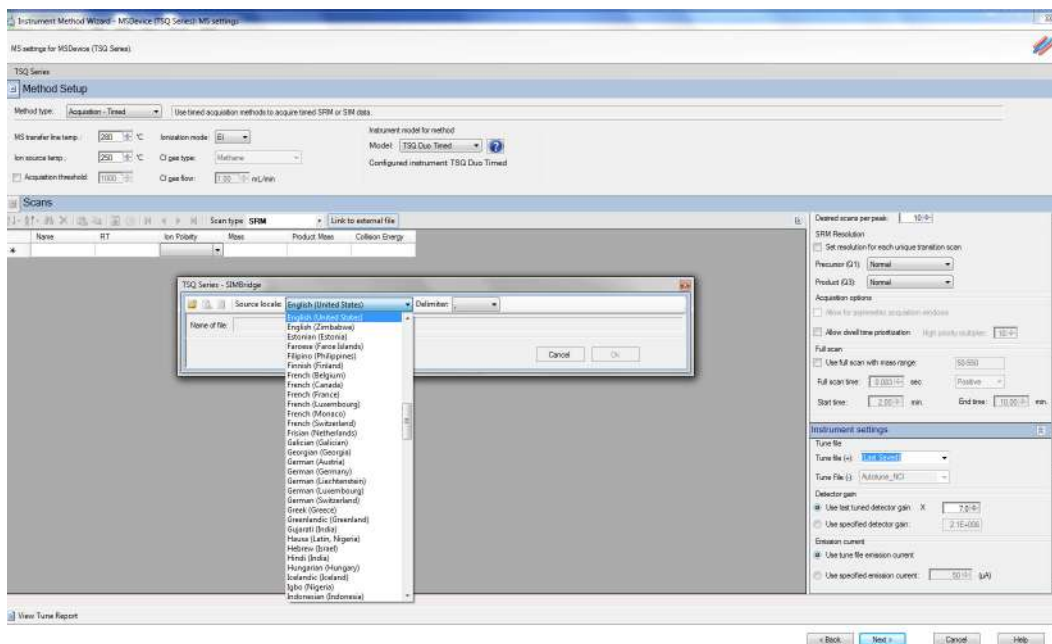 Instrument Method Wizard - MSDevice (TSQ Series): MS settings
MS settings for MSDevice (TSQ Series)
TSQ Series
Method Setup
Method type: Acquisition - Timed Use timed acquisition methods to acquire timed SRM or SIM data.
MS transfer line temp.: 280 °C Ionization mode: EI
Ion source temp.: 250 °C CI gas type: Methane
Acquisition threshold: 1000 CI gas flow: 1.00 mL/min
Instrument model for method
Model: TSQ Duo Timed
Configured instrument TSQ Duo Timed
Scans
Scan type SRM Link to external file
Name RT Ion Polarity Mass Product Mass Collision Energy
TSQ Series - SIMBridge
Source locale: English (United States) Delimiter: ,
Name of file:
Cancel Ok
English (United States)
English (Zimbabwe)
Estonian (Estonia)
Faroese (Faroe Islands)
Filipino (Philippines)
Finnish (Finland)
French (Belgium)
French (Canada)
French (France)
French (Luxembourg)
French (Monaco)
French (Switzerland)
Frisian (Netherlands)
Galician (Galician)
Georgian (Georgia)
German (Austria)
German (Germany)
German (Liechtenstein)
German (Luxembourg)
German (Switzerland)
Greek (Greece)
Greenlandic (Greenland)
Gujarati (India)
Hausa (Latin, Nigeria)
Hebrew (Israel)
Hindi (India)
Hungarian (Hungary)
Icelandic (Iceland)
Igbo (Nigeria)
Indonesian (Indonesia)
Desired scans per peak: 10
SRM Resolution
Set resolution for each unique transition scan
Precursor (Q1): Normal
Product (Q3): Normal
Acquisition options
Allow for asymmetric acquisition windows
Allow dwell time prioritization High priority multiplier: 10
Full scan
Use full scan with mass range: 50-550
Full scan time: 0.003 sec. Positive
Start time: 2.00 min. End time: 10.00 min.
Instrument settings
Tune file
Tune file (+): (Last Saved)
Tune File (-): Autotune_NCI
Detector gain
Use last tuned detector gain X 7.0
Use specified detector gain: 2.1E+006
Emission current
Use tune file emission current
Use specified emission current: 50 (µA)
View Tune Report
< Back Next > Cancel Help